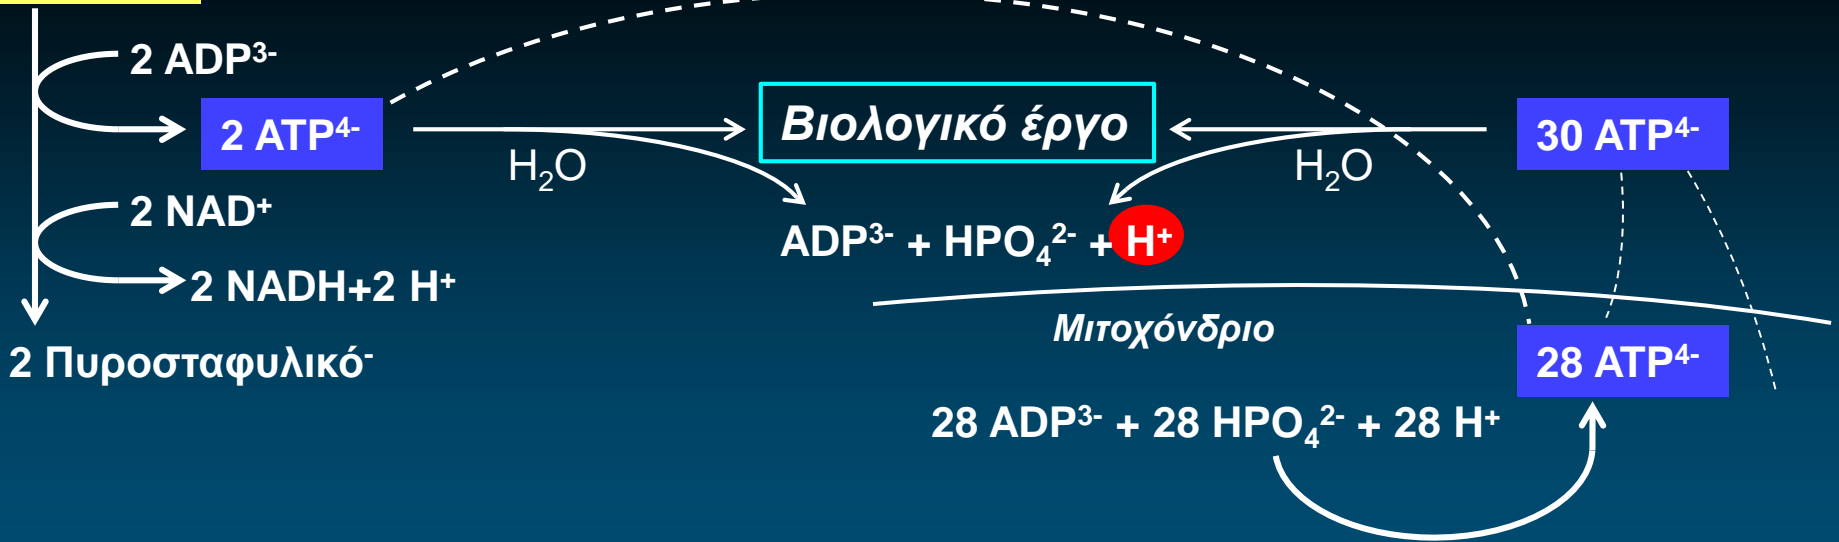 2 ADP³⁻
2 ATP⁴⁻
H₂O
Βιολογικό έργο
H₂O
30 ATP⁴⁻
2 NAD⁺
ADP³⁻ + HPO₄²⁻ + H⁺
2 NADH+2 H⁺
Μιτοχόνδριο
2 Πυροσταφυλικό⁻
28 ATP⁴⁻
28 ADP³⁻ + 28 HPO₄²⁻ + 28 H⁺